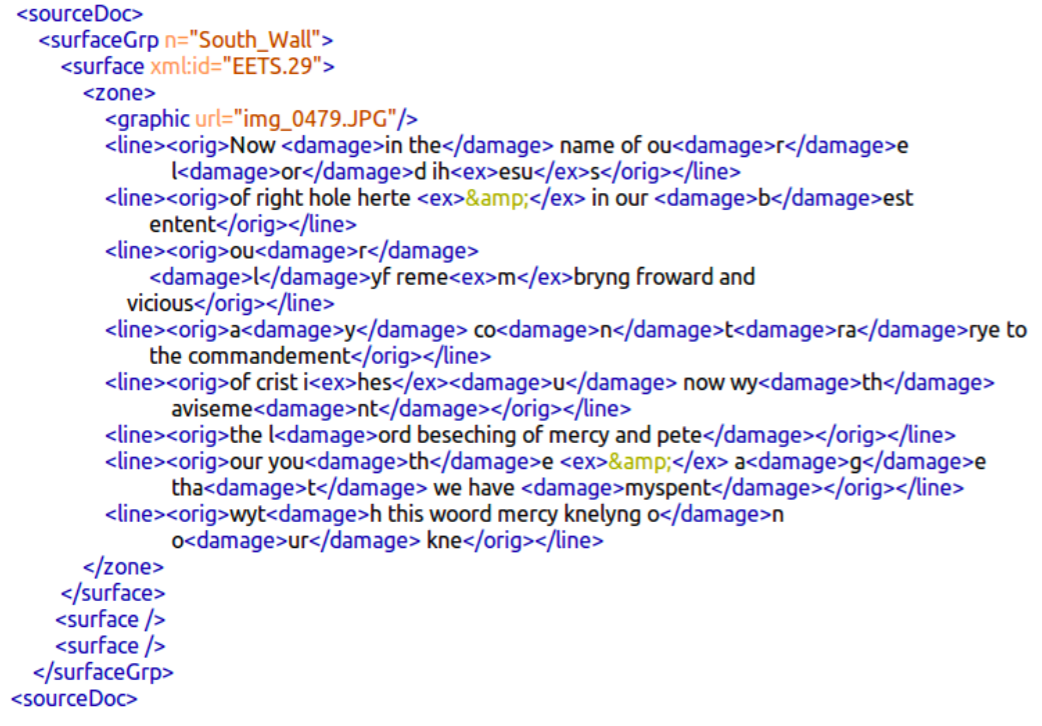 <sourceDoc>
<surfaceGrp n="South_Wall">
<surface xml:id="EETS.29">
<zone>
<graphic url="img_0479.JPG"/>
<line><orig>Now <damage>in the</damage> name of ou<damage>r</damage>e
l<damage>or</damage>d ih<ex>esu</ex>s</orig></line>
<line><orig>of right hole herte <ex>&amp;</ex> in our <damage>b</damage>est
entent</orig></line>
<line><orig>ou<damage>r</damage>
<damage>l</damage>yf reme<ex>m</ex>bryng froward and
vicious</orig></line>
<line><orig>a<damage>y</damage> co<damage>n</damage>t<damage>ra</damage>rye to
the commandement</orig></line>
<line><orig>of crist i<ex>hes</ex><damage>u</damage> now wy<damage>th</damage>
aviseme<damage>nt</damage></orig></line>
<line><orig>the l<damage>ord beseching of mercy and pete</damage></orig></line>
<line><orig>our you<damage>th</damage>e <ex>&amp;</ex> a<damage>g</damage>e
tha<damage>t</damage> we have <damage>myspent</damage></orig></line>
<line><orig>wyt<damage>h this woord mercy knelyng o</damage>n
o<damage>ur</damage> kne</orig></line>
</zone>
</surface>
<surface />
<surface />
</surfaceGrp>
<sourceDoc>